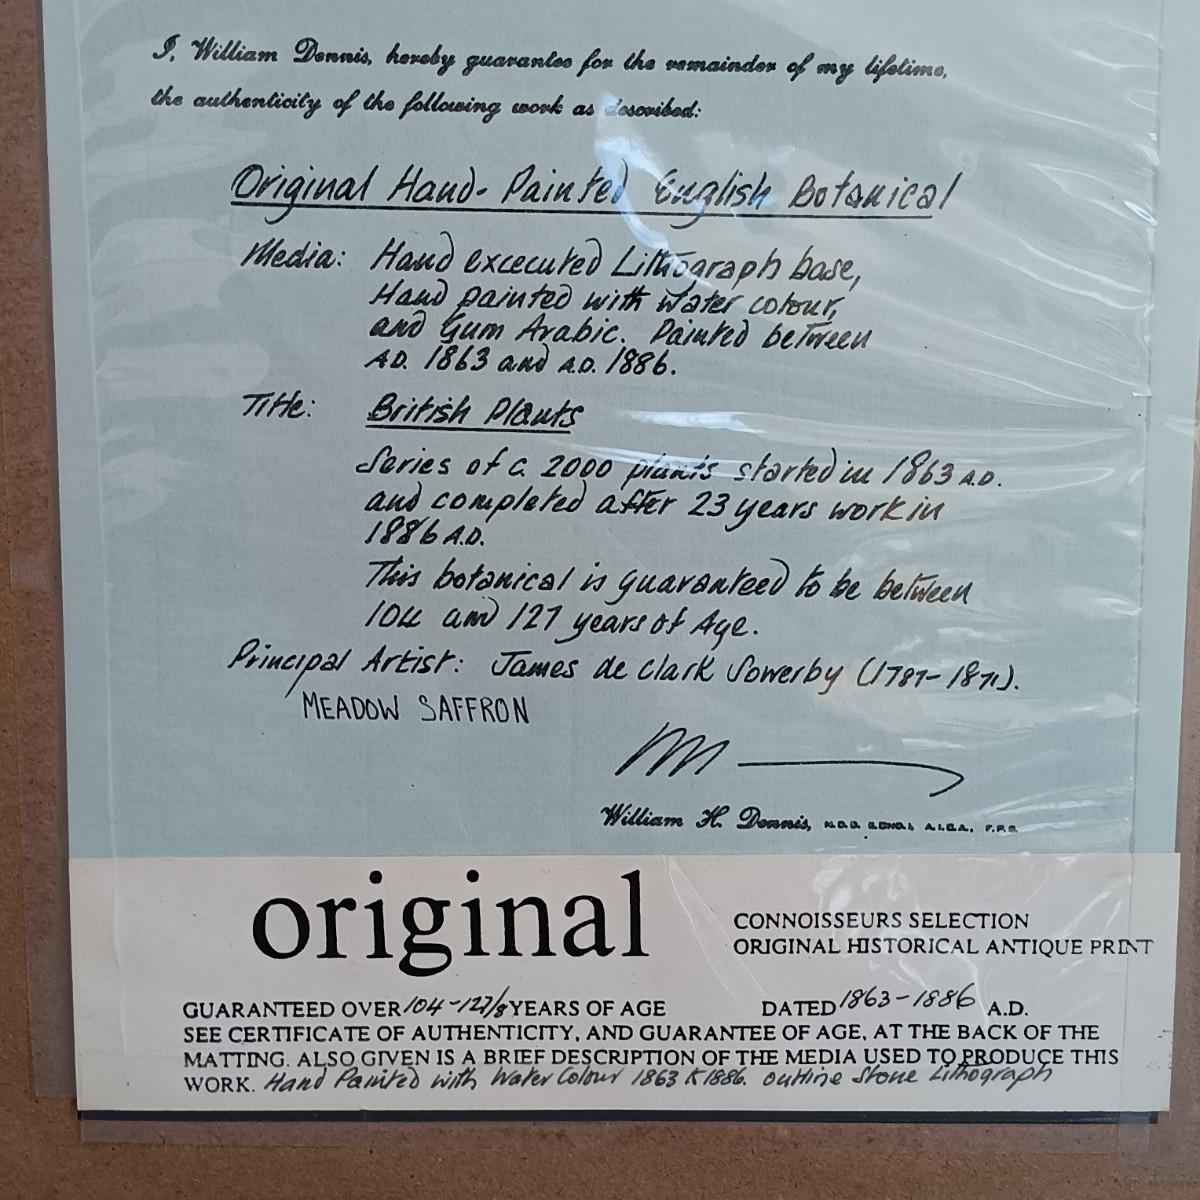 I, William Dennis, hereby guarantee for the remainder of my lifetime,
the authenticity of the following work as described:
Original Hand-Painted English Botanical
Media: Hand excecuted Lithograph base,
Hand painted with water colour,
and Gum Arabic. Painted between
A.D. 1863 and A.D. 1886.
Title: British Plants
Series of c. 2000 plants started in 1863 A.D.
and completed after 23 years work in
1886 A.D.
This botanical is guaranteed to be between
104 and 127 years of Age.
Principal Artist: James de Clark Sowerby (1787-1871).
MEADOW SAFFRON
William H. Dennis,
original
CONNOISSEURS SELECTION
ORIGINAL HISTORICAL ANTIQUE PRINT
GUARANTEED OVER 104-127/8 YEARS OF AGE DATED 1863-1886 A.D.
SEE CERTIFICATE OF AUTHENTICITY, AND GUARANTEE OF AGE, AT THE BACK OF THE
MATTING. ALSO GIVEN IS A BRIEF DESCRIPTION OF THE MEDIA USED TO PRODUCE THIS
WORK. Hand Painted with Water Colour 1863 to 1886. outline Stone Lithograph